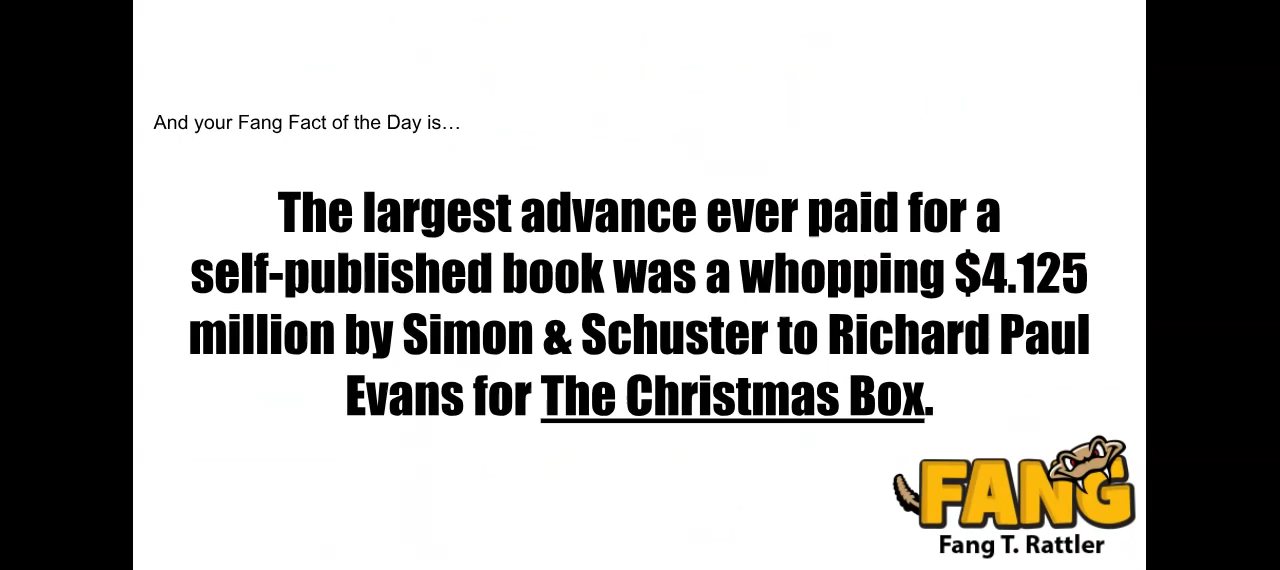 And your Fang Fact of the Day is…
The largest advance ever paid for a
self-published book was a whopping $4.125
million by Simon & Schuster to Richard Paul
Evans for The Christmas Box.
FANG
Fang T. Rattler